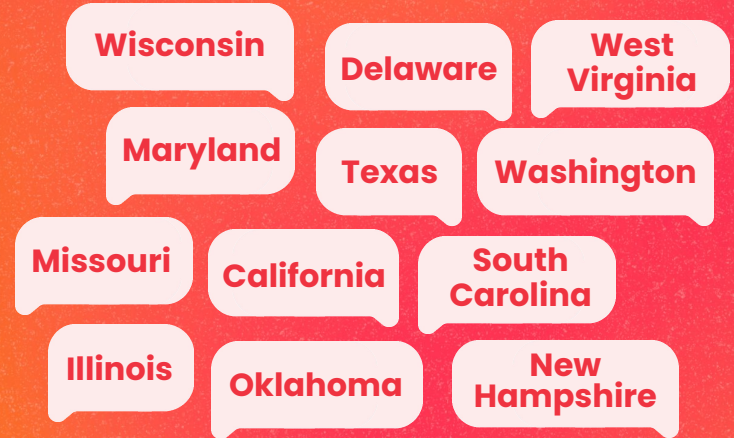 Wisconsin
Delaware
West
Virginia
Maryland
Texas
Washington
Missouri
California
South
Carolina
Illinois
Oklahoma
New
Hampshire